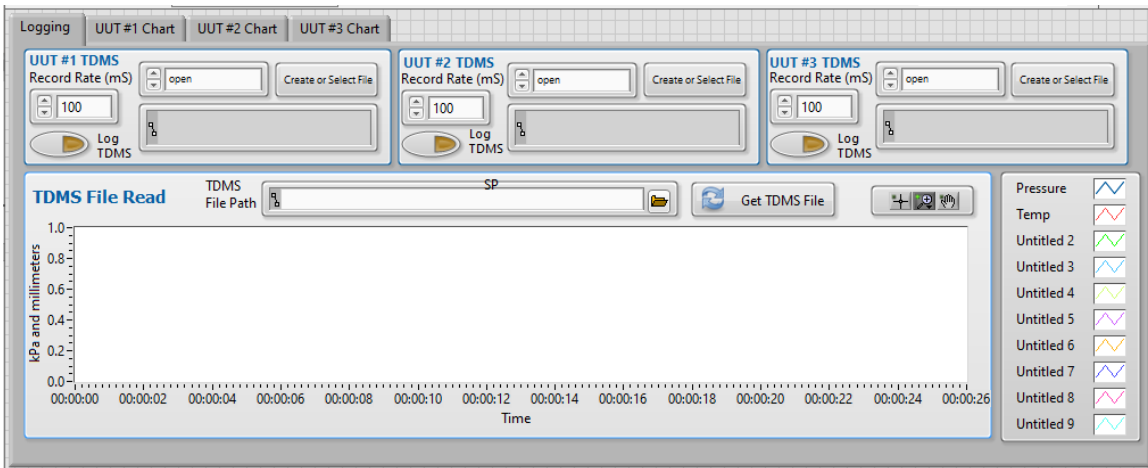 Logging UUT #1 Chart UUT #2 Chart UUT #3 Chart
UUT #1 TDMS
Record Rate (mS)
open
Create or Select File
100
Log
TDMS
UUT #2 TDMS
Record Rate (mS)
open
Create or Select File
100
Log
TDMS
UUT #3 TDMS
Record Rate (mS)
open
Create or Select File
100
Log
TDMS
TDMS File Read
TDMS
File Path
SP
Get TDMS File
kPa and millimeters
1.0
0.8
0.6
0.4
0.2
0.0
00:00:00 00:00:02 00:00:04 00:00:06 00:00:08 00:00:10 00:00:12 00:00:14 00:00:16 00:00:18 00:00:20 00:00:22 00:00:24 00:00:26
Time
Pressure
Temp
Untitled 2
Untitled 3
Untitled 4
Untitled 5
Untitled 6
Untitled 7
Untitled 8
Untitled 9